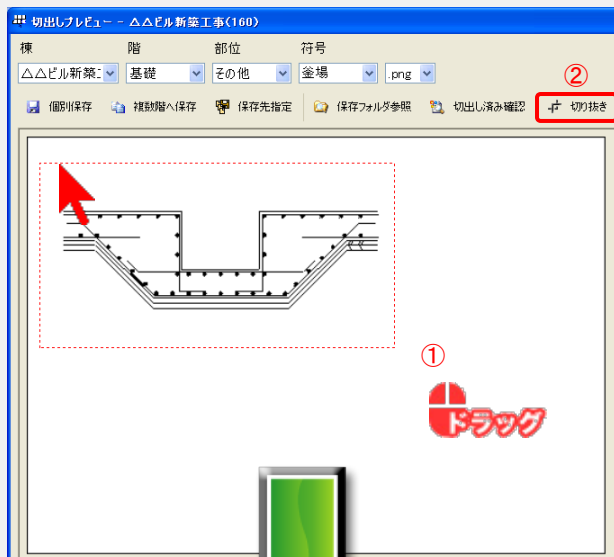 切出しプレビュー - △△ビル新築工事(160)
棟 階 部位 符号
△△ビル新築工 基礎 その他 釜場 .png
②
個別保存 複数階へ保存 保存先指定 保存フォルダ参照 切出し済み確認 切り抜き
①
ドラッグ